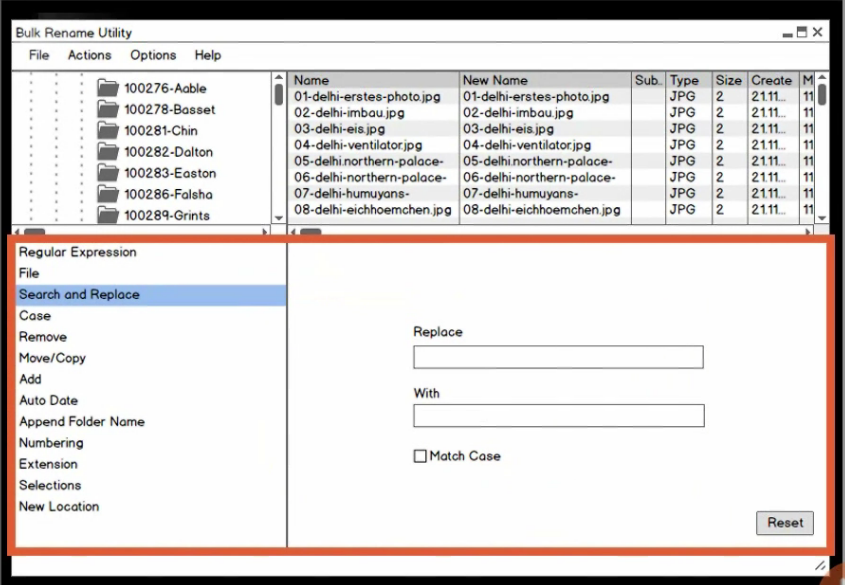 Bulk Rename Utility
File Actions Options Help
100276-Aable
100278-Basset
100281-Chin
100282-Dalton
100283-Easton
100286-Falsha
100289-Grints
Name New Name Sub.. Type Size Create M
01-delhi-erstes-photo.jpg 01-delhi-erstes-photo.jpg JPG 2 21.11... 11
02-delhi-imbau.jpg 02-delhi-imbau.jpg JPG 2 21.11... 11
03-delhi-eis.jpg 03-delhi-eis.jpg JPG 2 21.11... 11
04-delhi-ventilator.jpg 04-delhi-ventilator.jpg JPG 2 21.11... 11
05-delhi.northern-palace- 05-delhi.northern-palace- JPG 2 21.11... 11
06-delhi-northern-palace- 06-delhi-northern-palace- JPG 2 21.11... 11
07-delhi-humuyans- 07-delhi-humuyans- JPG 2 21.11... 11
08-delhi-eichhoemchen.jpg 08-delhi-eichhoemchen.jpg JPG 2 21.11... 11
Regular Expression
File
Search and Replace
Case
Remove
Move/Copy
Add
Auto Date
Append Folder Name
Numbering
Extension
Selections
New Location
Replace
With
Match Case
Reset